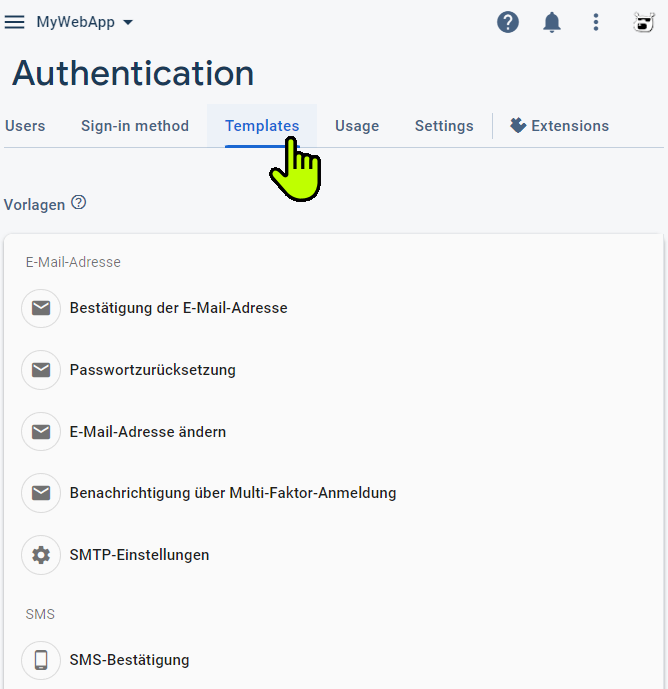 MyWebApp
Authentication
Users Sign-in method Templates Usage Settings Extensions
Vorlagen
E-Mail-Adresse
Bestätigung der E-Mail-Adresse
Passwortzurücksetzung
E-Mail-Adresse ändern
Benachrichtigung über Multi-Faktor-Anmeldung
SMTP-Einstellungen
SMS
SMS-Bestätigung